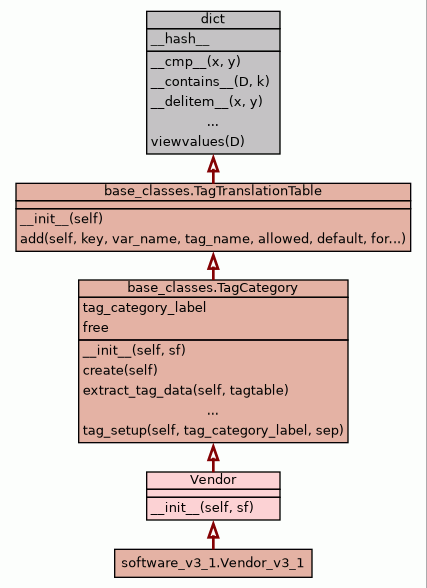 dict
__hash__
__cmp__(x, y)
__contains__(D, k)
__delitem__(x, y)
...
viewvalues(D)
base_classes.TagTranslationTable
__init__(self)
add(self, key, var_name, tag_name, allowed, default, for...)
base_classes.TagCategory
tag_category_label
free
__init__(self, sf)
create(self)
extract_tag_data(self, tagtable)
...
tag_setup(self, tag_category_label, sep)
Vendor
__init__(self, sf)
software_v3_1.Vendor_v3_1